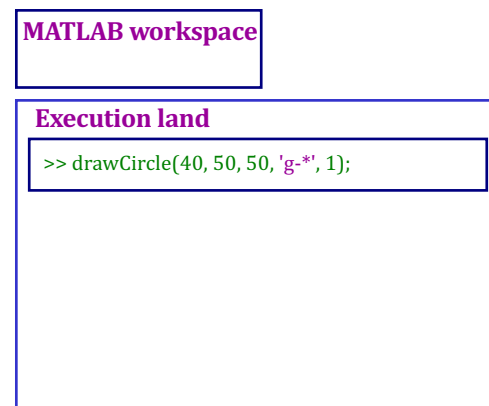 MATLAB workspace
Execution land
>> drawCircle(40, 50, 50, 'g-*', 1);